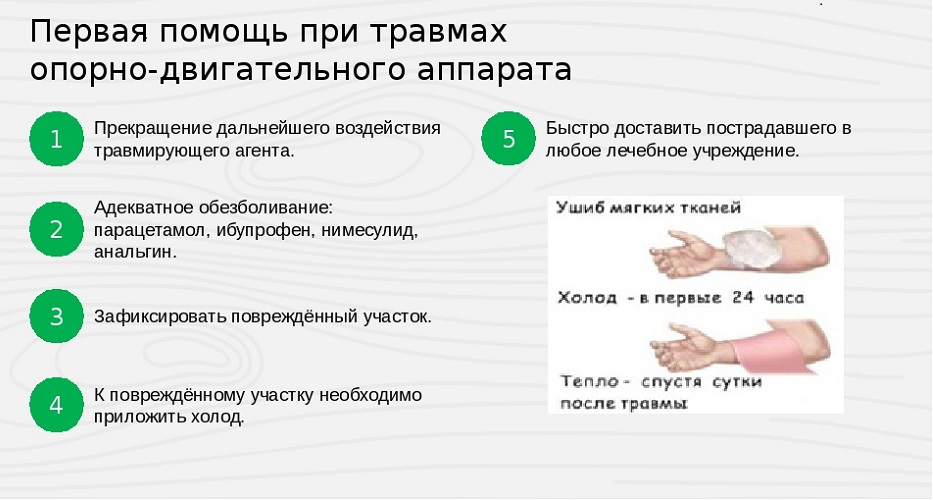 Первая помощь при травмах
опорно-двигательного аппарата
1
Прекращение дальнейшего воздействия
травмирующего агента.
2
Адекватное обезболивание:
парацетамол, ибупрофен, нимесулид,
анальгин.
3
Зафиксировать повреждённый участок.
4
К повреждённому участку необходимо
приложить холод.
5
Быстро доставить пострадавшего в
любое лечебное учреждение.
Ушиб мягких тканей
Холод - в первые 24 часа
Тепло - спустя сутки
после травмы